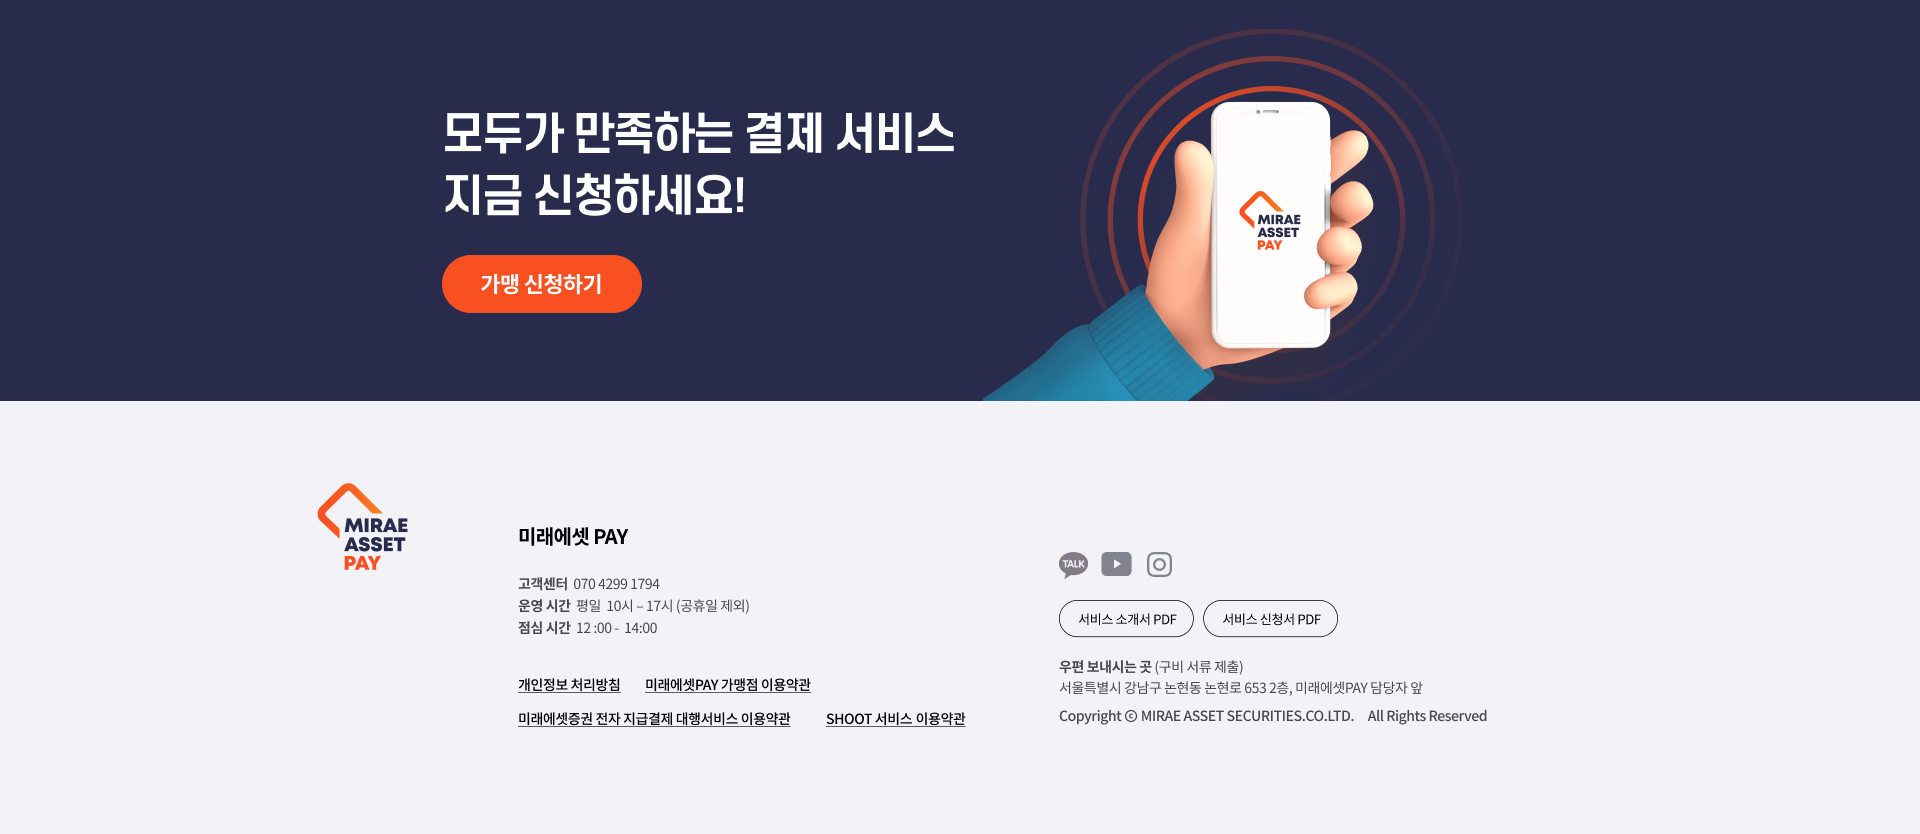 모두가 만족하는 결제 서비스
지금 신청하세요!
가맹 신청하기
MIRAE
ASSET
PAY
MIRAE
ASSET
PAY
미래에셋 PAY
고객센터 070 4299 1794
운영 시간 평일 10시 – 17시 (공휴일 제외)
점심 시간 12 :00 - 14:00
개인정보 처리방침 미래에셋PAY 가맹점 이용약관
미래에셋증권 전자 지급결제 대행서비스 이용약관 SHOOT 서비스 이용약관
TALK
서비스 소개서 PDF 서비스 신청서 PDF
우편 보내시는 곳 (구비 서류 제출)
서울특별시 강남구 논현동 논현로 653 2층, 미래에셋PAY 담당자 앞
Copyright ⓒ MIRAE ASSET SECURITIES.CO.LTD. All Rights Reserved